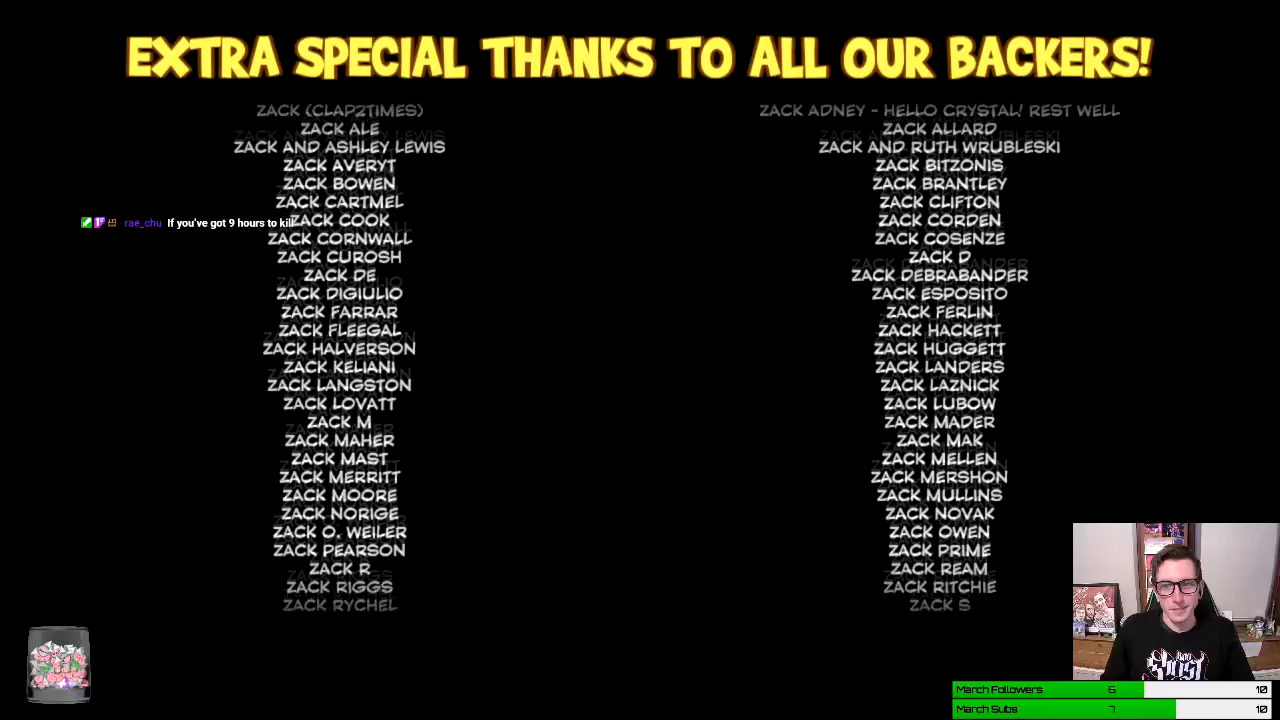 EXTRA SPECIAL THANKS TO ALL OUR BACKERS!
ZACK (CLAP2TIMES)
ZACK ALE
ZACK AND ASHLEY LEWIS
ZACK AVERYT
ZACK BOWEN
ZACK CARTMEL
ZACK COOK
ZACK CORNWALL
ZACK CUROSH
ZACK DE
ZACK DIGIULIO
ZACK FARRAR
ZACK FLEEGAL
ZACK HALVERSON
ZACK KELIANI
ZACK LANGSTON
ZACK LOVATT
ZACK M
ZACK MAHER
ZACK MAST
ZACK MERRITT
ZACK MOORE
ZACK NORIGE
ZACK O. WEILER
ZACK PEARSON
ZACK R
ZACK RIGGS
ZACK RYCHEL
ZACK ADNEY - HELLO CRYSTAL! REST WELL
ZACK ALLARD
ZACK AND RUTH WRUBLESKI
ZACK BITZONIS
ZACK BRANTLEY
ZACK CLIFTON
ZACK CORDEN
ZACK COSENZE
ZACK D
ZACK DEBRABANDER
ZACK ESPOSITO
ZACK FERLIN
ZACK HACKETT
ZACK HUGGETT
ZACK LANDERS
ZACK LAZNICK
ZACK LUBOW
ZACK MADER
ZACK MAK
ZACK MELLEN
ZACK MERSHON
ZACK MULLINS
ZACK NOVAK
ZACK OWEN
ZACK PRIME
ZACK REAM
ZACK RITCHIE
ZACK S
rae_chu If you've got 9 hours to kill
GHOST
March Followers 6 10
March Subs 7 10